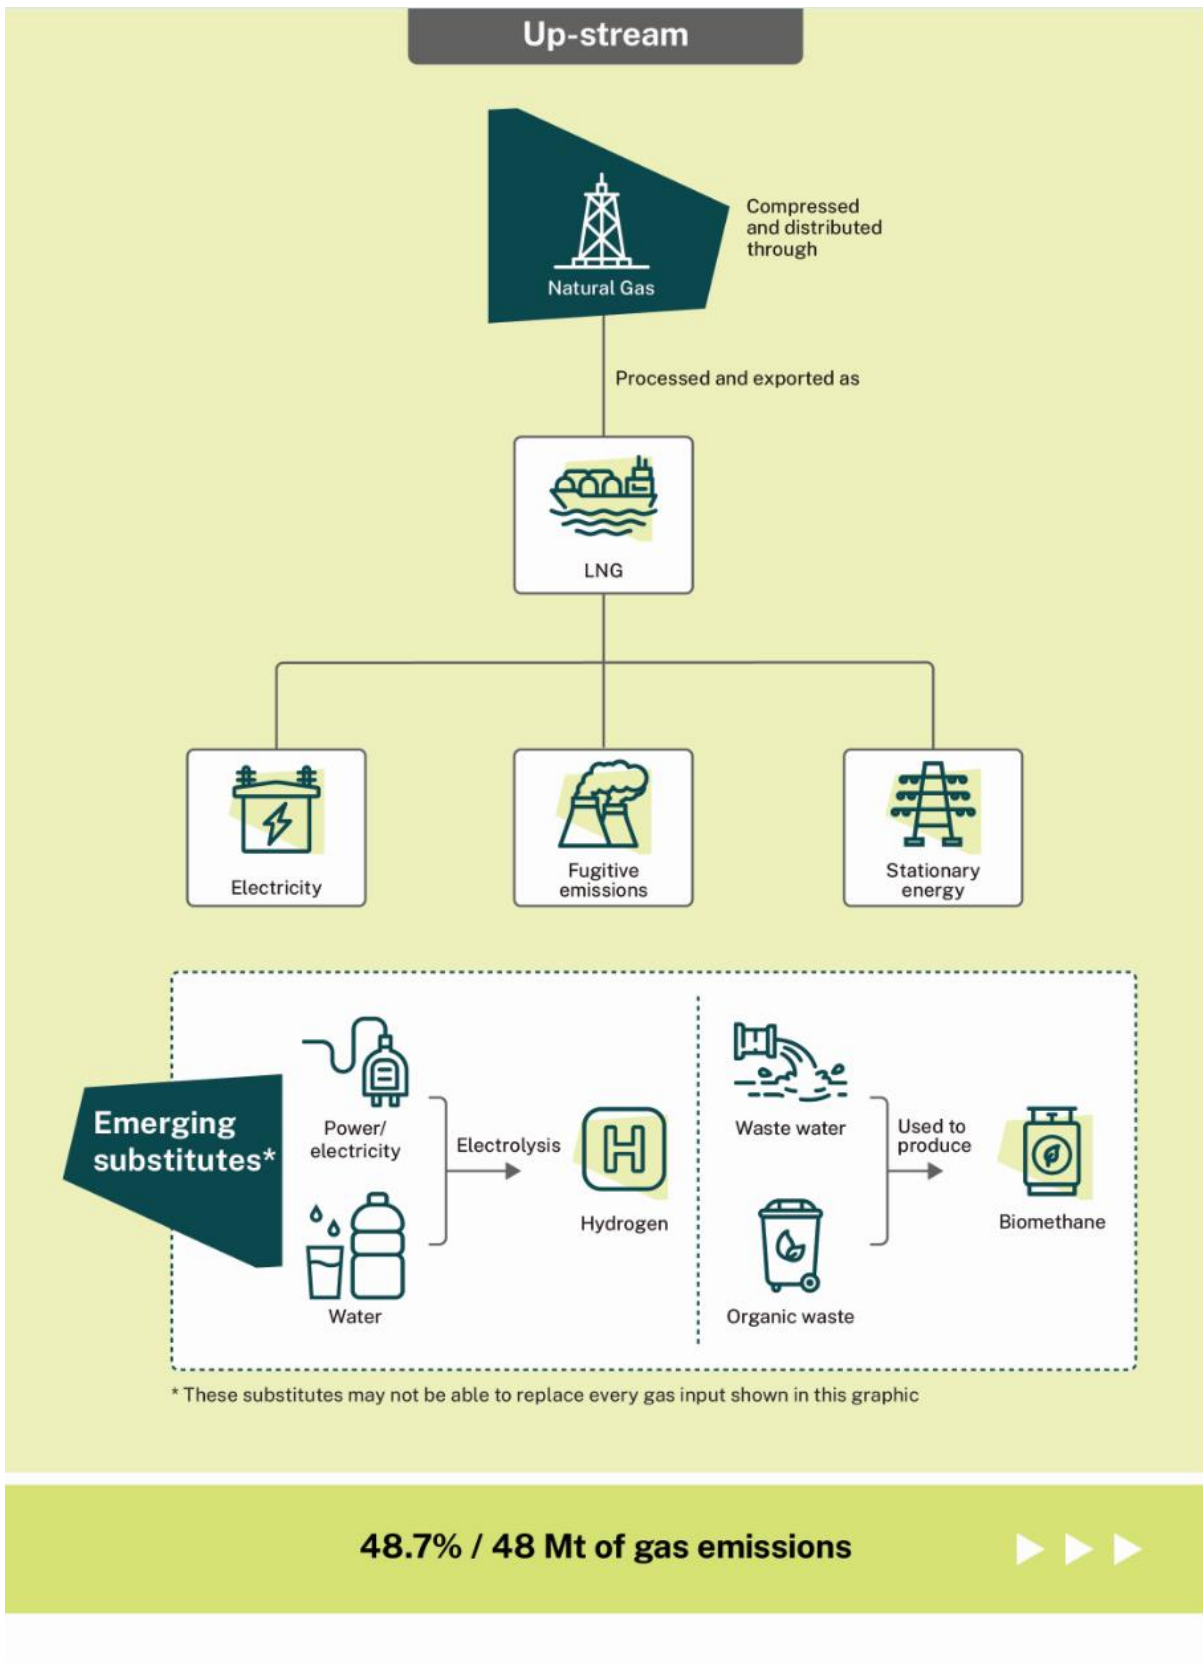 Up-stream
Natural Gas
Compressed
and distributed
through
Processed and exported as
LNG
Electricity
Fugitive
emissions
Stationary
energy
Emerging
substitutes*
Power/
electricity
Water
Electrolysis
Hydrogen
Waste water
Organic waste
Used to
produce
Biomethane
* These substitutes may not be able to replace every gas input shown in this graphic
48.7% / 48 Mt of gas emissions